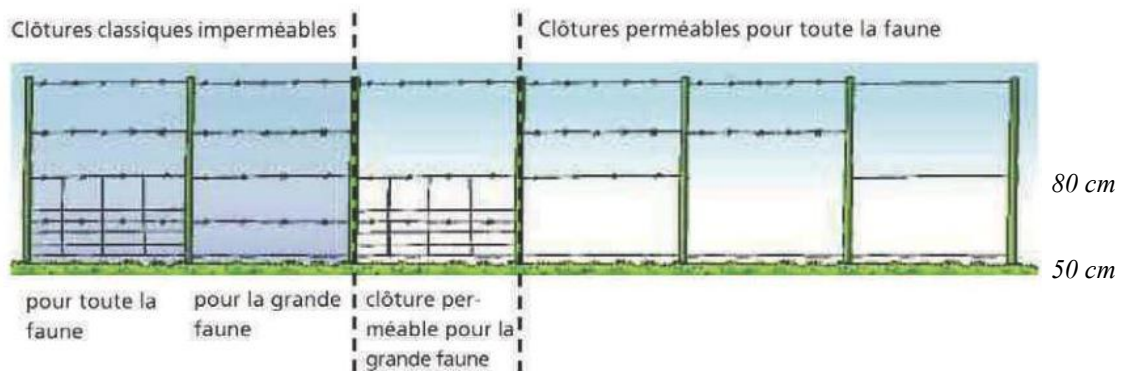 Clôtures classiques imperméables
Clôtures perméables pour toute la faune
80 cm
50 cm
pour toute la
faune
pour la grande
faune
clôture per-
méable pour la
grande faune